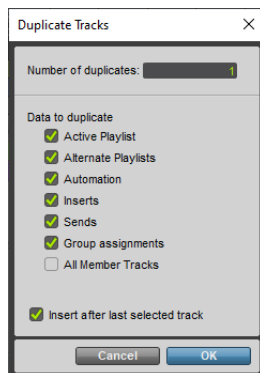 Duplicate Tracks
Number of duplicates: 1
Data to duplicate
Active Playlist
Alternate Playlists
Automation
Inserts
Sends
Group assignments
All Member Tracks
Insert after last selected track
Cancel OK